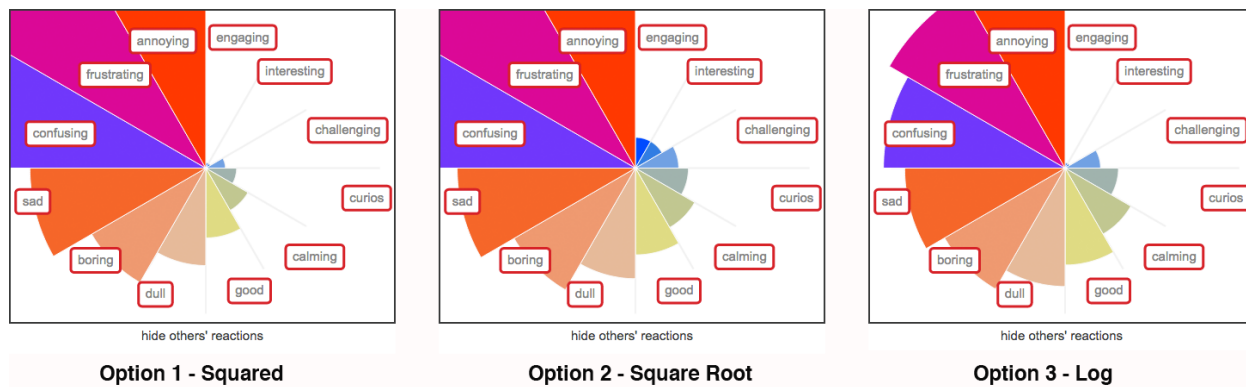 annoying
engaging
frustrating
interesting
confusing
challenging
sad
curios
boring
calming
dull
good
hide others' reactions
Option 1 - Squared
annoying
engaging
frustrating
interesting
confusing
challenging
sad
curios
boring
calming
dull
good
hide others' reactions
Option 2 - Square Root
annoying
engaging
frustrating
interesting
confusing
challenging
sad
curios
boring
calming
dull
good
hide others' reactions
Option 3 - Log